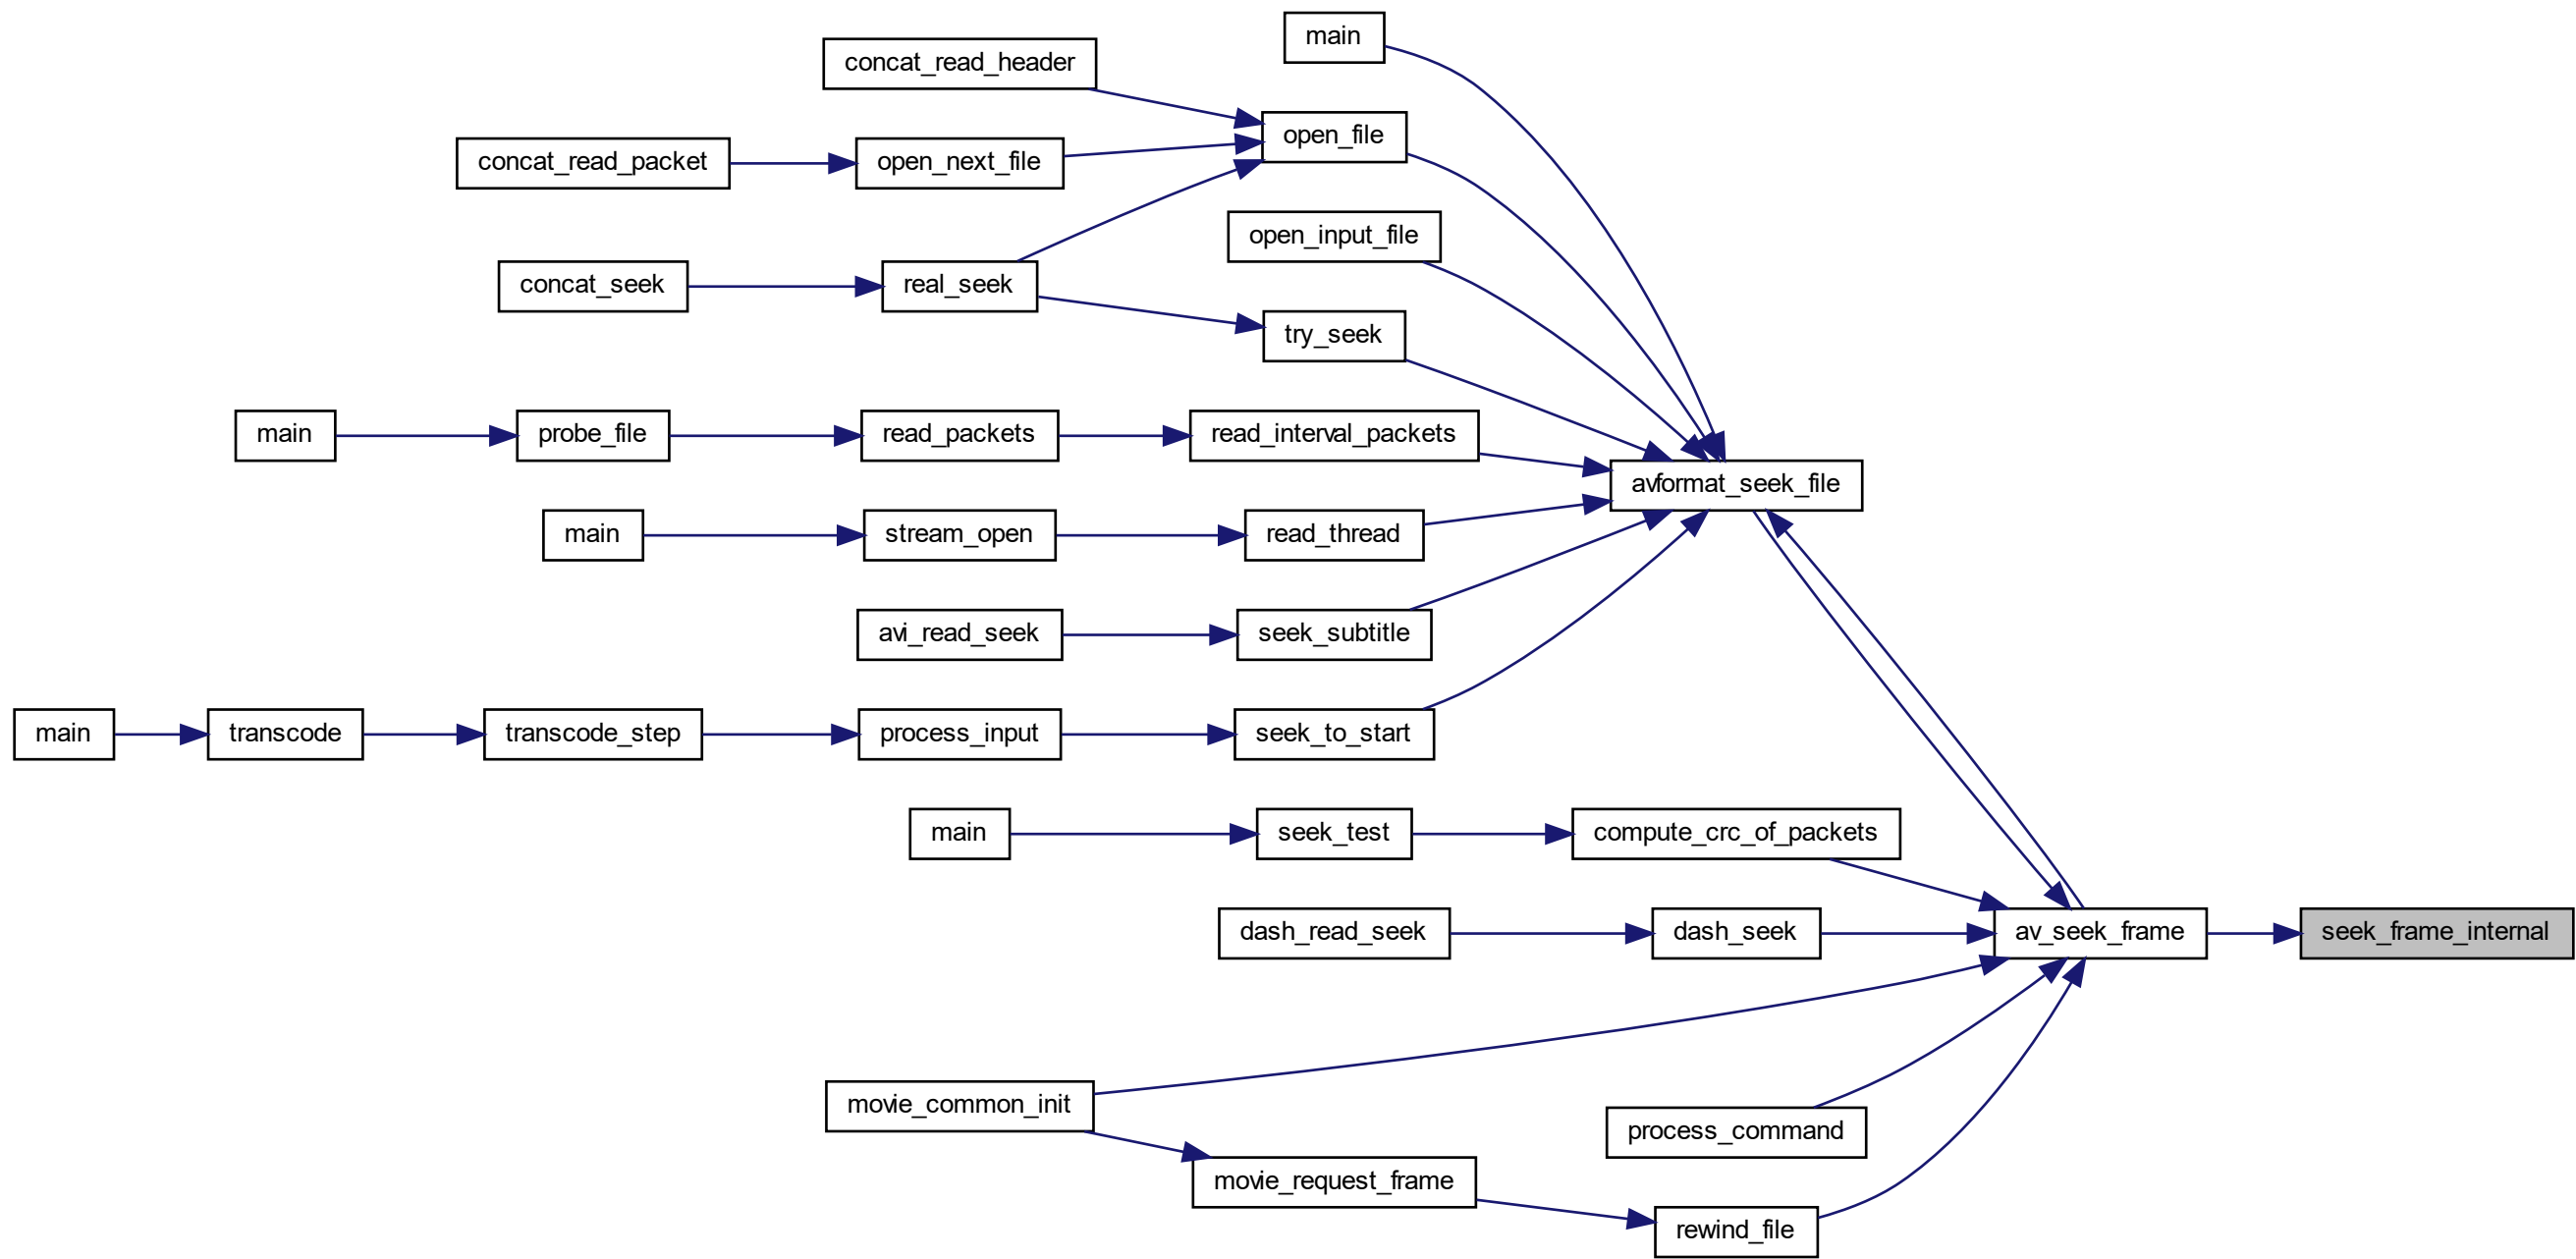 main
concat_read_header
open_file
concat_read_packet
open_next_file
open_input_file
concat_seek
real_seek
try_seek
main
probe_file
read_packets
read_interval_packets
avformat_seek_file
main
stream_open
read_thread
avi_read_seek
seek_subtitle
main
transcode
transcode_step
process_input
seek_to_start
main
seek_test
compute_crc_of_packets
dash_read_seek
dash_seek
av_seek_frame
seek_frame_internal
movie_common_init
process_command
movie_request_frame
rewind_file